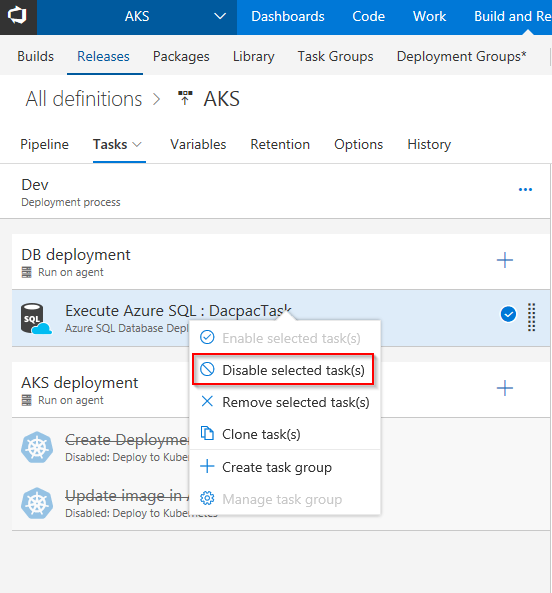 AKS Dashboards Code Work Build and Re
Builds Releases Packages Library Task Groups Deployment Groups*
All definitions > AKS
Pipeline Tasks Variables Retention Options History
Dev
Deployment process
DB deployment
Run on agent
SQL
Execute Azure SQL : DacpacTask
Azure SQL Database Depl
Enable selected task(s)
Disable selected task(s)
AKS deployment
Run on agent
Remove selected task(s)
Clone task(s)
Create Deployme
Disabled: Deploy to Kube
Create task group
Manage task group
Update image in A
Disabled: Deploy to Kubernetes